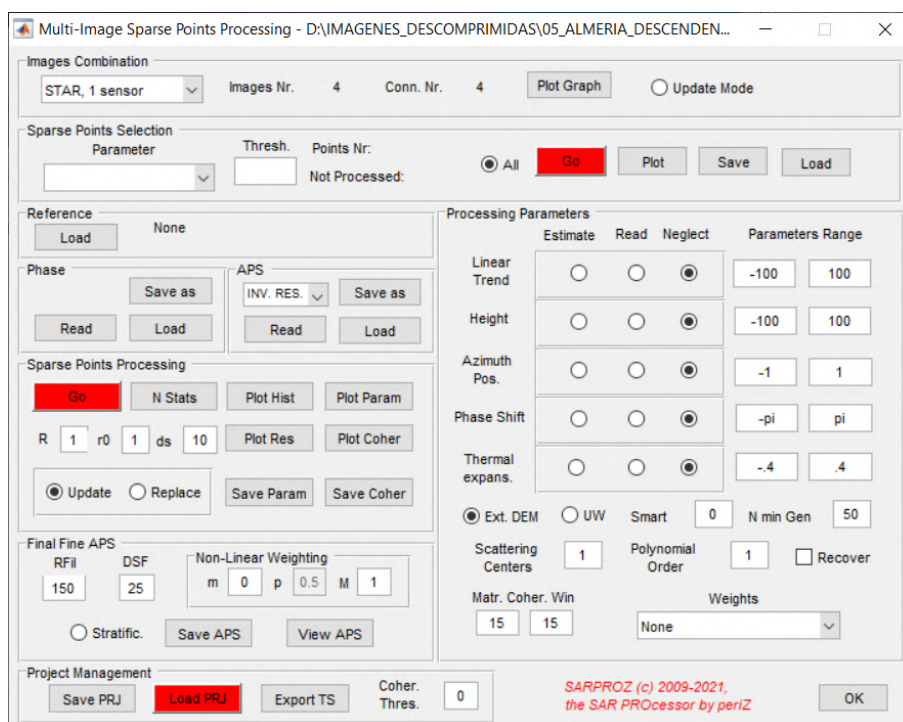 Multi-Image Sparse Points Processing - D:\IMAGENES_DESCOMPRIMIDAS\05_ALMERIA_DESCENDEN...
Images Combination
STAR, 1 sensor Images Nr. 4 Conn. Nr. 4 Plot Graph Update Mode
Sparse Points Selection
Parameter Thresh. Points Nr:
Not Processed: All Go Plot Save Load
Reference
Load None
Phase
Save as
Read Load
APS
INV. RES. Save as
Read Load
Sparse Points Processing
Go N Stats Plot Hist Plot Param
R 1 r0 1 ds 10 Plot Res Plot Coher
Update Replace Save Param Save Coher
Final Fine APS
RFil DSF Non-Linear Weighting
150 25 m 0 p 0.5 M 1
Stratific. Save APS View APS
Processing Parameters
Estimate Read Neglect Parameters Range
Linear
Trend -100 100
Height -100 100
Azimuth
Pos. -1 1
Phase Shift -pi pi
Thermal
expans. -.4 .4
Ext. DEM UW Smart 0 N min Gen 50
Scattering
Centers 1 Polynomial
Order 1 Recover
Matr. Coher. Win Weights
15 15 None
Project Management
Save PRJ Load PRJ Export TS Coher.
Thres. 0
SARPROZ (c) 2009-2021,
the SAR PROcessor by periZ
OK